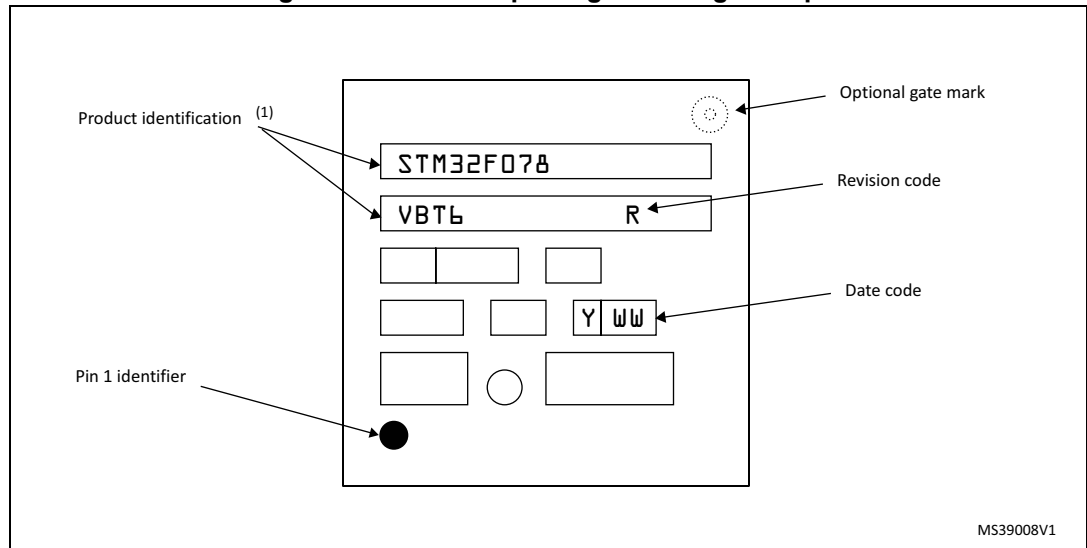 Optional gate mark
Product identification (1)
STM32F078
Revision code
VBT6 R
Date code
Y WW
Pin 1 identifier
MS39008V1